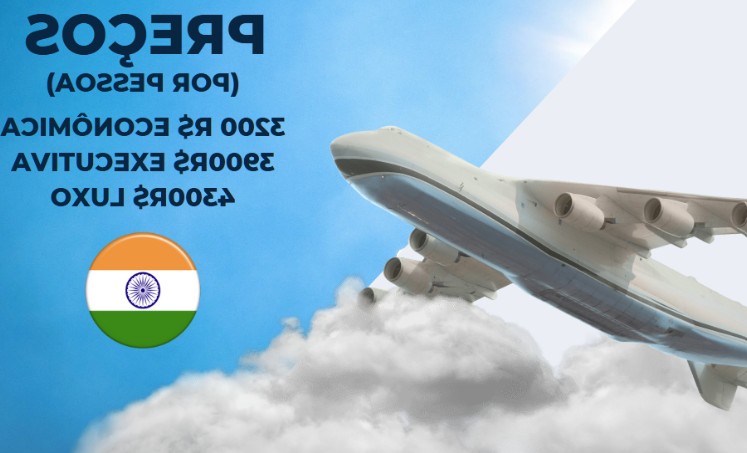 PREÇOS
(POR PESSOA)
3200 R$ ECONÔMICA
3900R$ EXECUTIVA
4300R$ LUXO